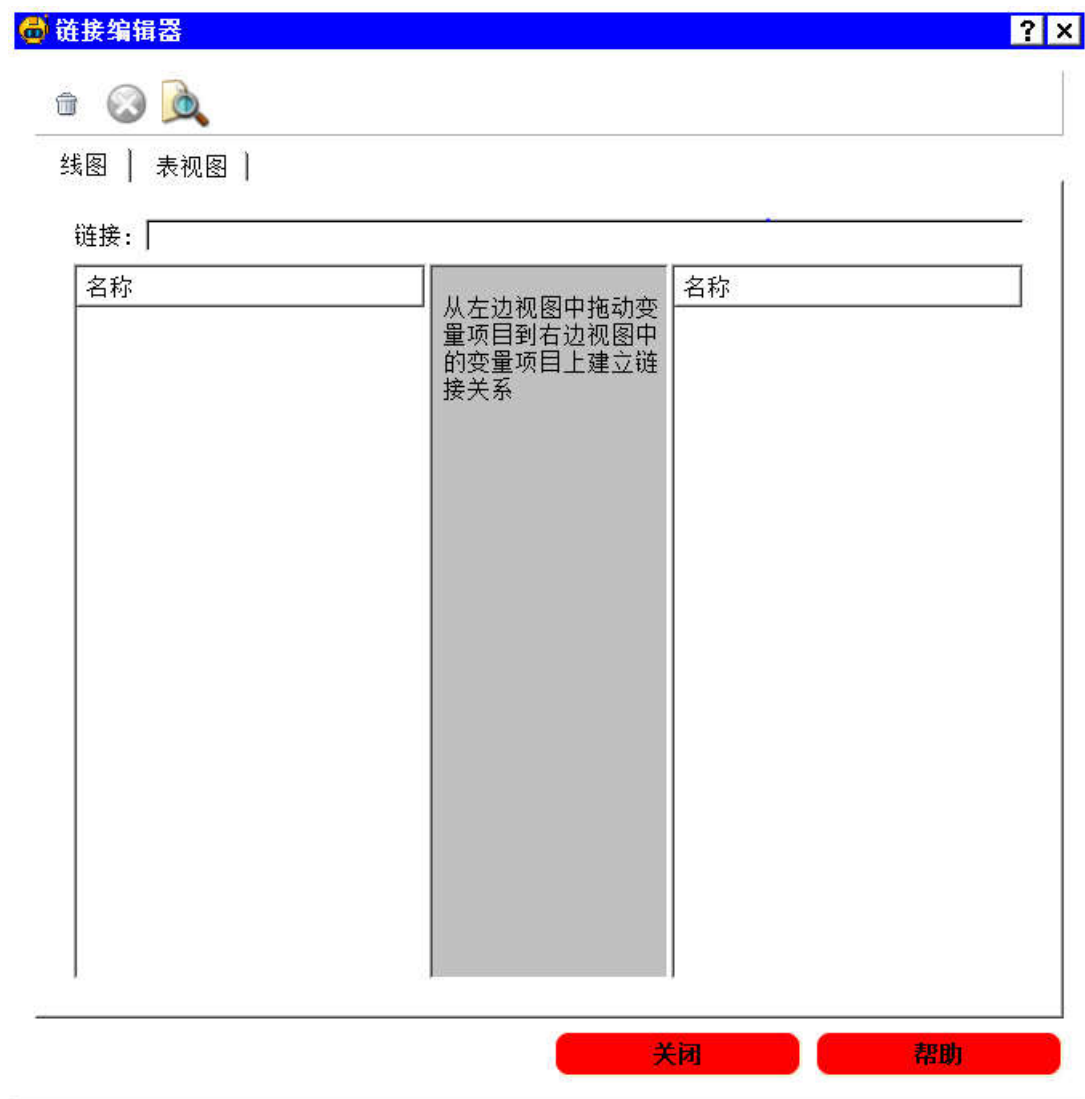 链接编辑器
线图 表视图
链接:
名称
从左边视图中拖动变
量项目到右边视图中
的变量项目上建立链
接关系
名称
关闭 帮助